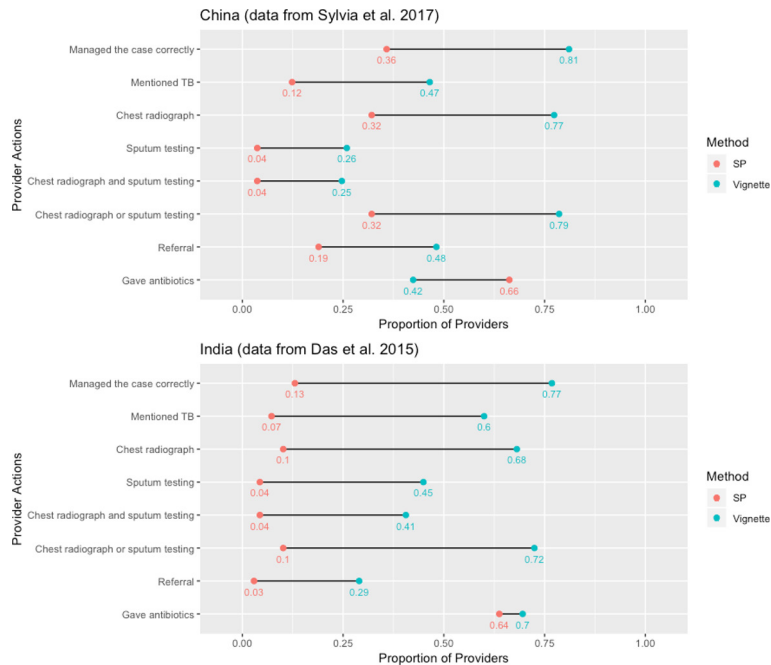 China (data from Sylvia et al. 2017)
Provider Actions
Managed the case correctly
0.36 0.81
Mentioned TB
0.12 0.47
Chest radiograph
0.32 0.77
Sputum testing
0.04 0.26
Chest radiograph and sputum testing
0.04 0.25
Chest radiograph or sputum testing
0.32 0.79
Referral
0.19 0.48
Gave antibiotics
0.42 0.66
0.00 0.25 0.50 0.75 1.00
Proportion of Providers
Method
SP
Vignette
India (data from Das et al. 2015)
Provider Actions
Managed the case correctly
0.13 0.77
Mentioned TB
0.07 0.6
Chest radiograph
0.1 0.68
Sputum testing
0.04 0.45
Chest radiograph and sputum testing
0.04 0.41
Chest radiograph or sputum testing
0.1 0.72
Referral
0.03 0.29
Gave antibiotics
0.64 0.7
0.00 0.25 0.50 0.75 1.00
Proportion of Providers
Method
SP
Vignette